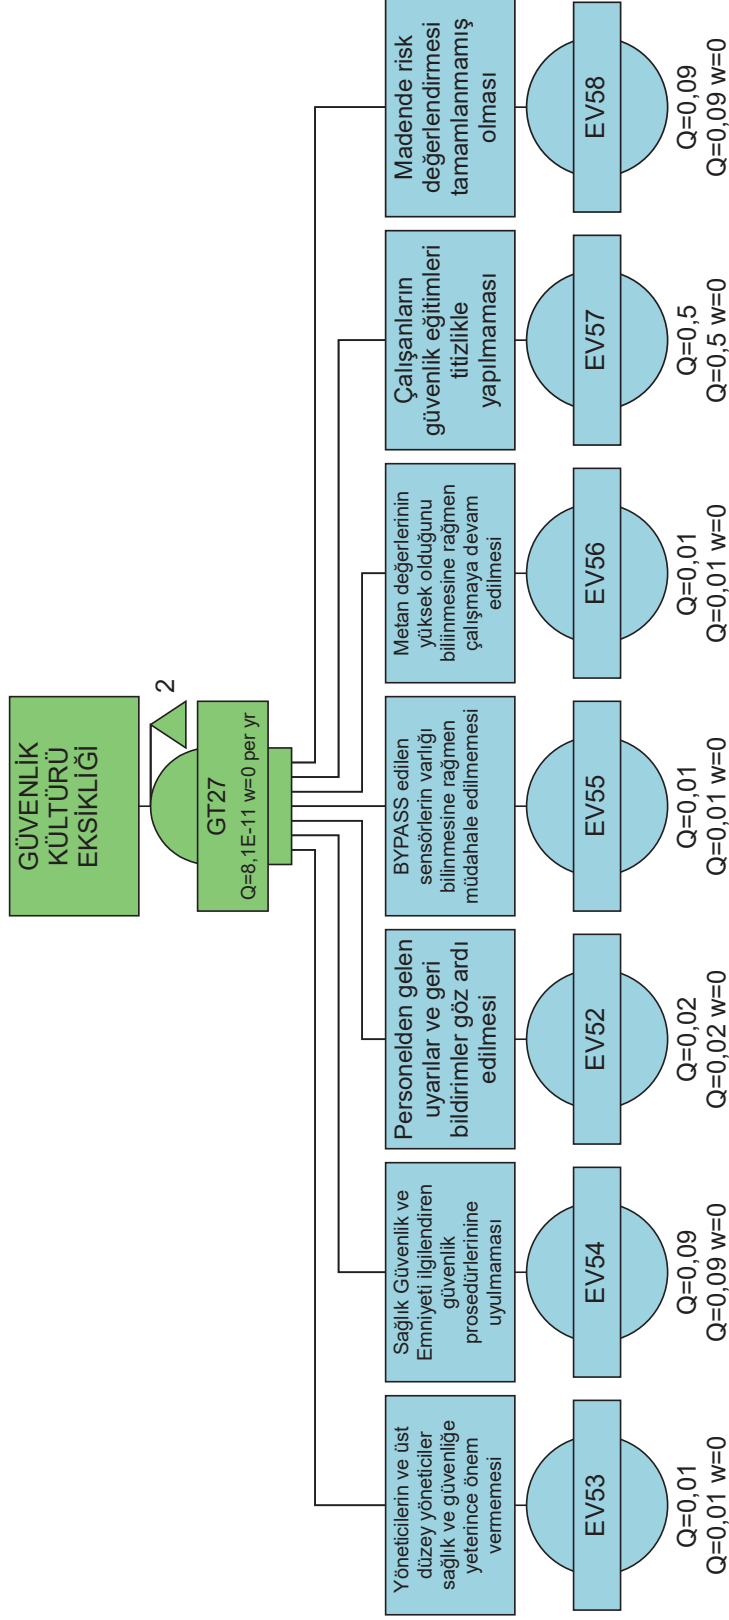 GÜVENLİK
KÜLTÜRÜ
EKSİKLİĞİ
2
GT27
Q=8,1E-11 w=0 per yr
Yöneticilerin ve üst
düzey yöneticiler
sağlık ve güvenliğe
yeterince önem
vermemesi
EV53
Q=0,01
Q=0,01 w=0
Sağlık Güvenlik ve
Emniyeti ilgilendiren
güvenlik
prosedürlerinine
uyulmaması
EV54
Q=0,09
Q=0,09 w=0
Personelden gelen
uyarılar ve geri
bildirimler göz ardı
edilmesi
EV52
Q=0,02
Q=0,02 w=0
BYPASS edilen
sensörlerin varlığı
bilinmesine rağmen
müdahale edilmemesi
EV55
Q=0,01
Q=0,01 w=0
Metan değerlerinin
yüksek olduğunu
biliinmesine rağmen
çalışmaya devam
edilmesi
EV56
Q=0,01
Q=0,01 w=0
Çalışanların
güvenlik eğitimleri
titizlikle
yapılmaması
EV57
Q=0,5
Q=0,5 w=0
Madende risk
değerlendirmesi
tamamlanmamış
olması
EV58
Q=0,09
Q=0,09 w=0